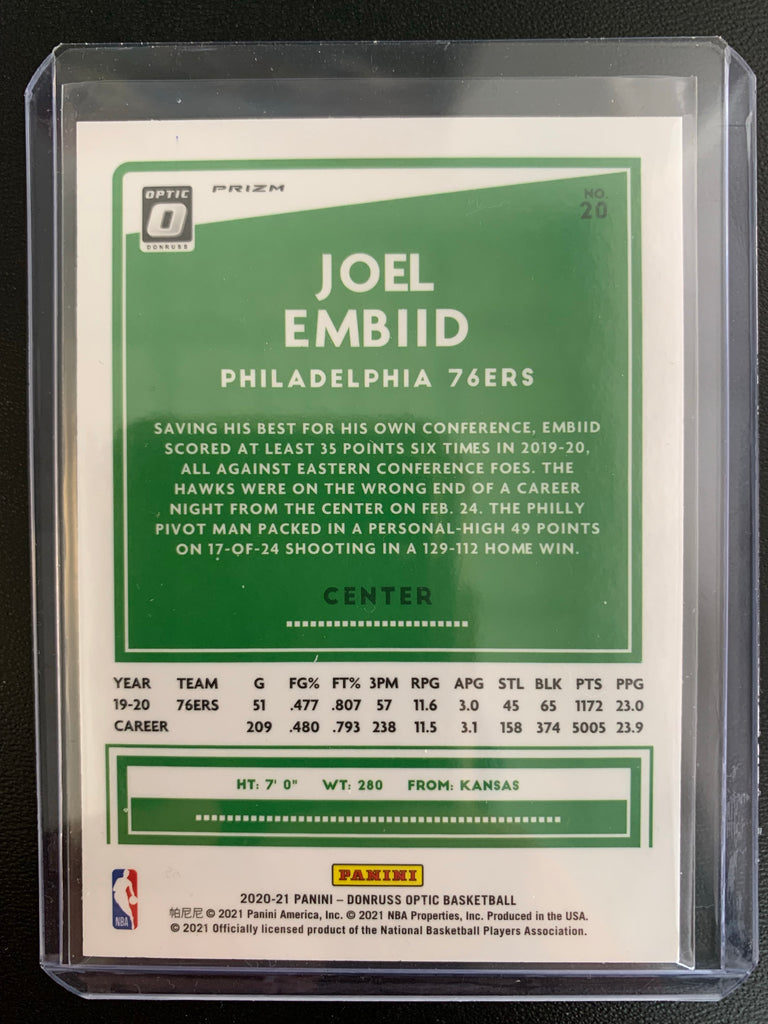 OPTIC
DONRUSS
PRIZM
NO.
20
JOEL
EMBIID
PHILADELPHIA 76ERS
SAVING HIS BEST FOR HIS OWN CONFERENCE, EMBIID
SCORED AT LEAST 35 POINTS SIX TIMES IN 2019-20,
ALL AGAINST EASTERN CONFERENCE FOES. THE
HAWKS WERE ON THE WRONG END OF A CAREER
NIGHT FROM THE CENTER ON FEB. 24. THE PHILLY
PIVOT MAN PACKED IN A PERSONAL-HIGH 49 POINTS
ON 17-OF-24 SHOOTING IN A 129-112 HOME WIN.
CENTER
YEAR TEAM G FG% FT% 3PM RPG APG STL BLK PTS PPG
19-20 76ERS 51 .477 .807 57 11.6 3.0 45 65 1172 23.0
CAREER 209 .480 .793 238 11.5 3.1 158 374 5005 23.9
HT: 7' 0" WT: 280 FROM: KANSAS
PANINI
NBA
2020-21 PANINI – DONRUSS OPTIC BASKETBALL
帕尼尼 © 2021 Panini America, Inc. © 2021 NBA Properties, Inc. Produced in the USA.
© 2021 Officially licensed product of the National Basketball Players Association.